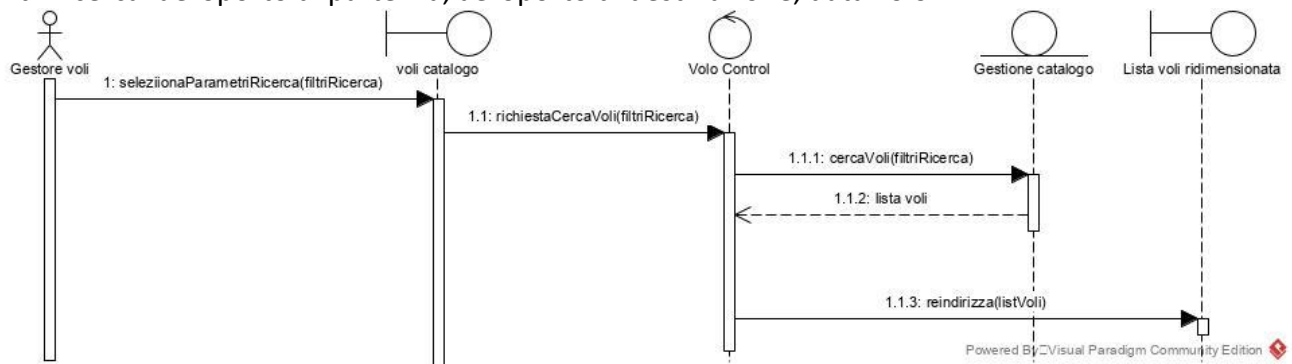 Gestore voli
voli catalogo
Volo Control
Gestione catalogo
Lista voli ridimensionata
1: seleziionaParametriRicerca(filtriRicerca)
1.1: richiestaCercaVoli(filtriRicerca)
1.1.1: cercaVoli(filtriRicerca)
1.1.2: lista voli
1.1.3: reindirizza(listVoli)
Powered By Visual Paradigm Community Edition